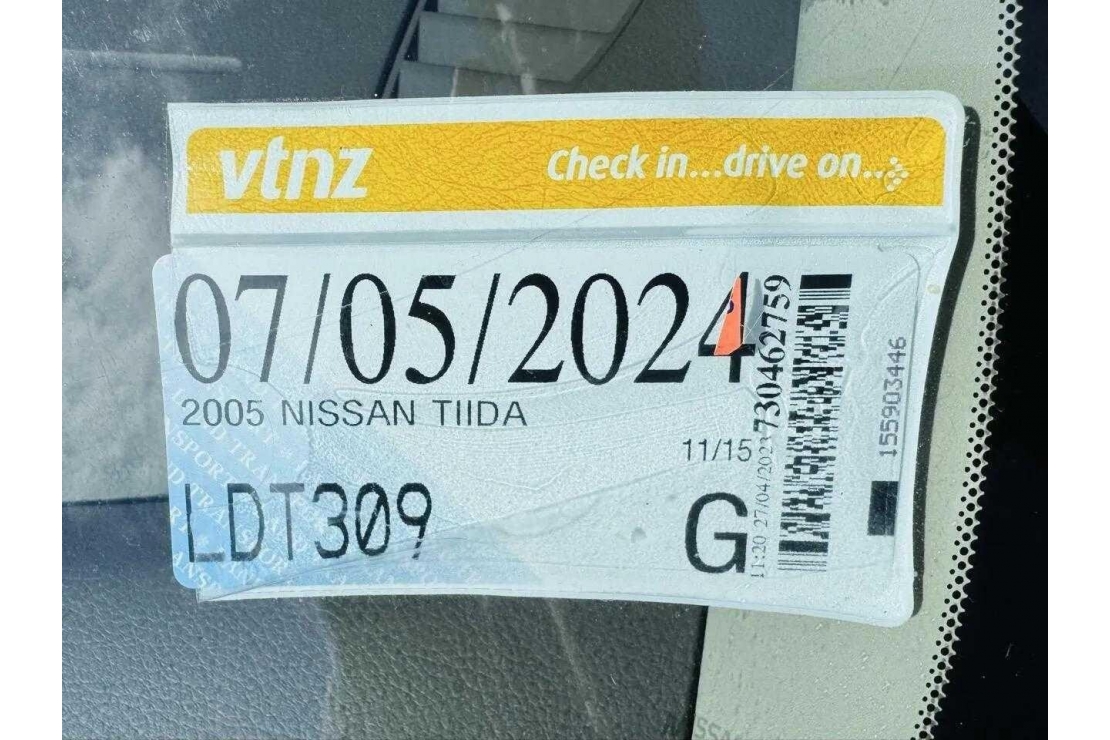 vtnz
Check in...drive on...
07/05/2024
2005 NISSAN TIIDA
11/15
LDT309
G
11:20 27/04/2023
730462759
155903446